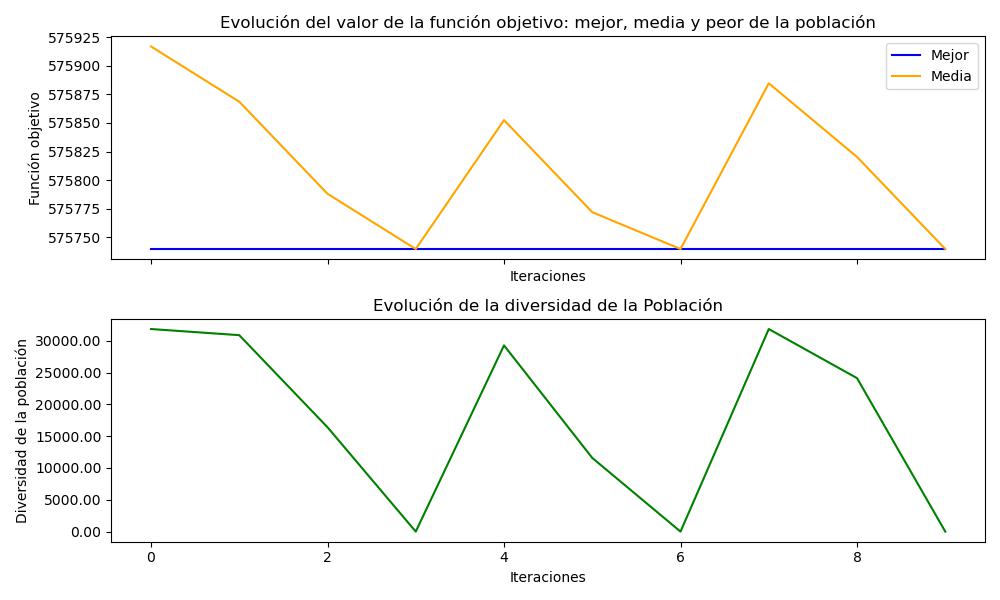 Evolución del valor de la función objetivo: mejor, media y peor de la población
575925
575900
575875
575850
575825
575800
575775
575750
Función objetivo
Mejor
Media
Iteraciones
Evolución de la diversidad de la Población
30000.00
25000.00
20000.00
15000.00
10000.00
5000.00
0.00
Diversidad de la población
0 2 4 6 8
Iteraciones